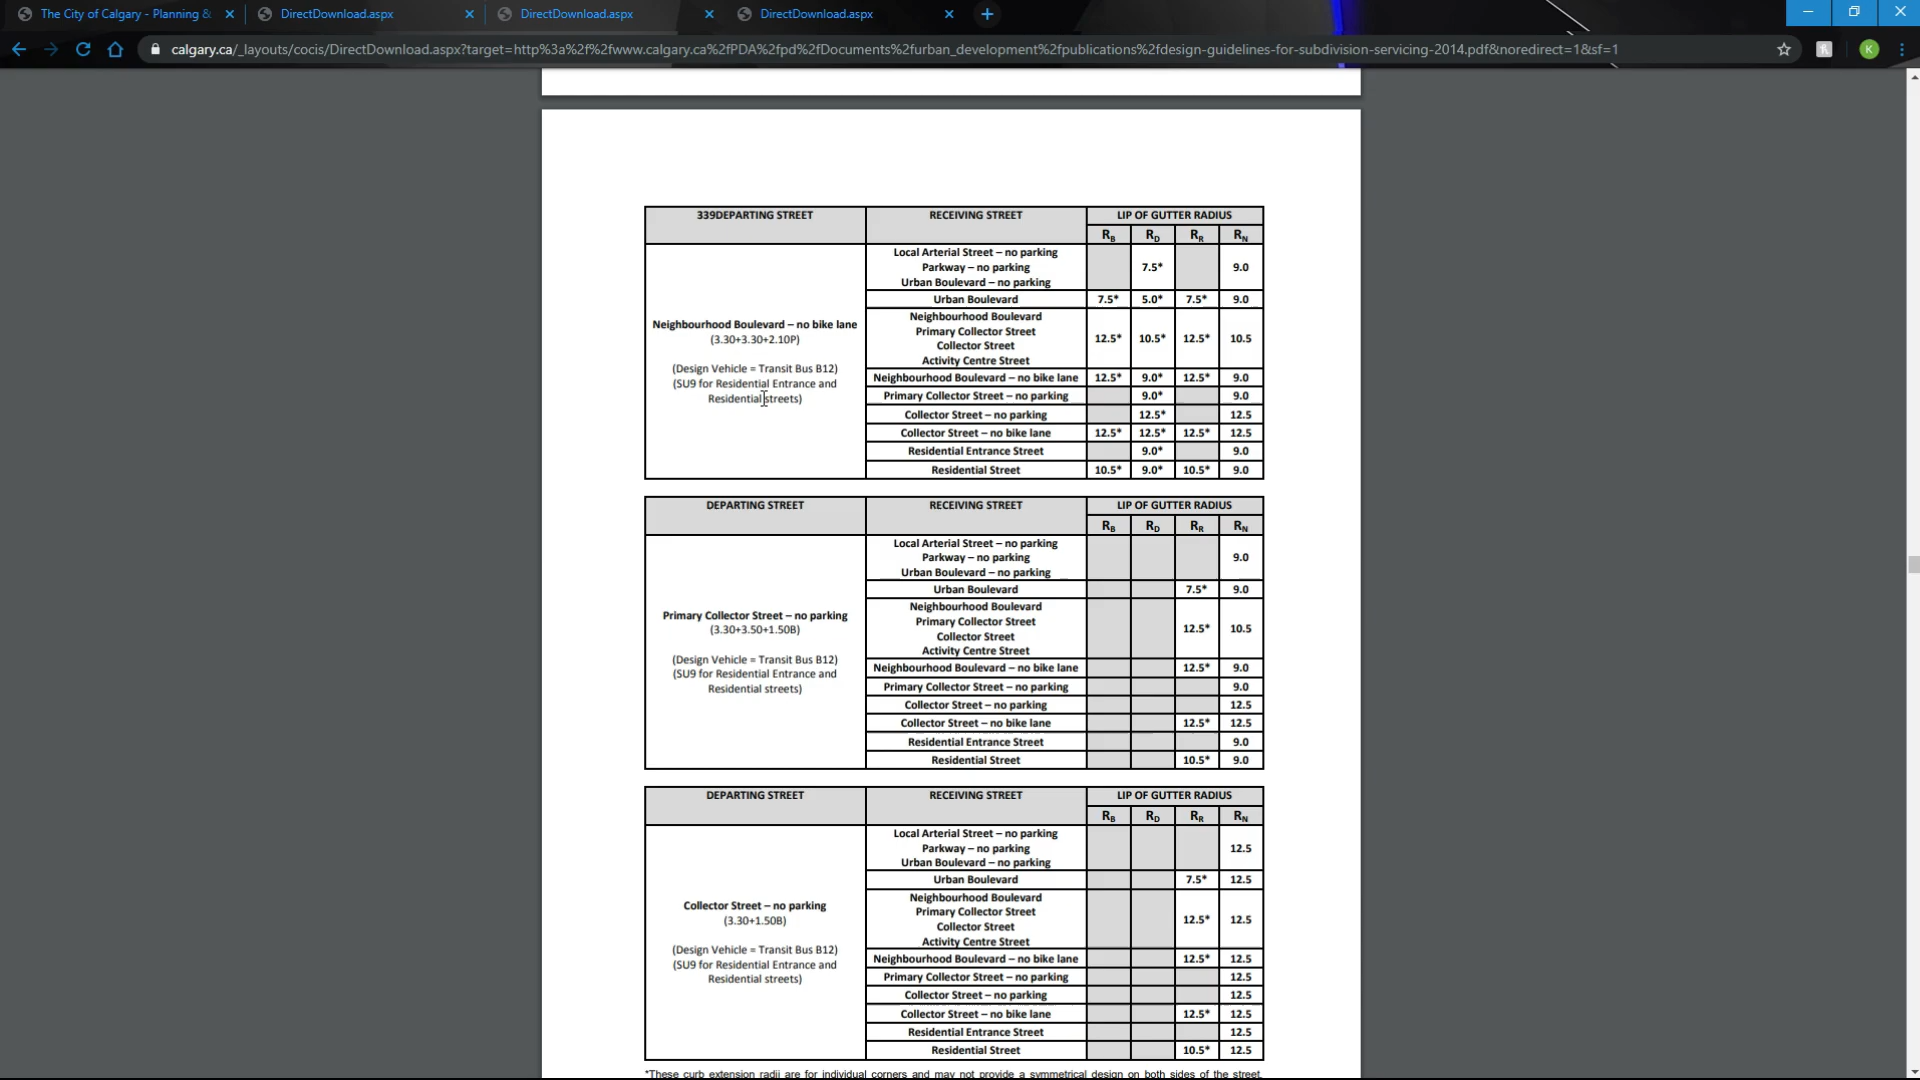 The City of Calgary - Planning &
DirectDownload.aspx
DirectDownload.aspx
DirectDownload.aspx
calgary.ca/_layouts/cocis/DirectDownload.aspx?target=http%3a%2f%2fwww.calgary.ca%2fPDA%2fpd%2fDocuments%2furban_development%2fpublications%2fdesign-guidelines-for-subdivision-servicing-2014.pdf&noredirect=1&sf=1
K
339DEPARTING STREET RECEIVING STREET LIP OF GUTTER RADIUS
RB RD RR RN
Neighbourhood Boulevard – no bike lane
(3.30+3.30+2.10P)
(Design Vehicle = Transit Bus B12)
(SU9 for Residential Entrance and
Residential streets)
Local Arterial Street – no parking
Parkway – no parking 7.5* 9.0
Urban Boulevard – no parking
Urban Boulevard 7.5* 5.0* 7.5* 9.0
Neighbourhood Boulevard
Primary Collector Street
Collector Street
Activity Centre Street
12.5* 10.5* 12.5* 10.5
Neighbourhood Boulevard – no bike lane 12.5* 9.0* 12.5* 9.0
Primary Collector Street – no parking 9.0* 9.0
Collector Street – no parking 12.5* 12.5
Collector Street – no bike lane 12.5* 12.5* 12.5* 12.5
Residential Entrance Street 9.0* 9.0
Residential Street 10.5* 9.0* 10.5* 9.0
DEPARTING STREET RECEIVING STREET LIP OF GUTTER RADIUS
RB RD RR RN
Primary Collector Street – no parking
(3.30+3.50+1.50B)
(Design Vehicle = Transit Bus B12)
(SU9 for Residential Entrance and
Residential streets)
Local Arterial Street – no parking
Parkway – no parking 9.0
Urban Boulevard – no parking
Urban Boulevard 7.5* 9.0
Neighbourhood Boulevard
Primary Collector Street
Collector Street
Activity Centre Street
12.5* 10.5
Neighbourhood Boulevard – no bike lane 12.5* 9.0
Primary Collector Street – no parking 9.0
Collector Street – no parking 12.5
Collector Street – no bike lane 12.5* 12.5
Residential Entrance Street 9.0
Residential Street 10.5* 9.0
DEPARTING STREET RECEIVING STREET LIP OF GUTTER RADIUS
RB RD RR RN
Collector Street – no parking
(3.30+1.50B)
(Design Vehicle = Transit Bus B12)
(SU9 for Residential Entrance and
Residential streets)
Local Arterial Street – no parking
Parkway – no parking 12.5
Urban Boulevard – no parking
Urban Boulevard 7.5* 12.5
Neighbourhood Boulevard
Primary Collector Street
Collector Street
Activity Centre Street
12.5* 12.5
Neighbourhood Boulevard – no bike lane 12.5* 12.5
Primary Collector Street – no parking 12.5
Collector Street – no parking 12.5
Collector Street – no bike lane 12.5* 12.5
Residential Entrance Street 12.5
Residential Street 10.5* 12.5
*These curb extension radii are for individual corners and may not provide a symmetrical design on both sides of the street.